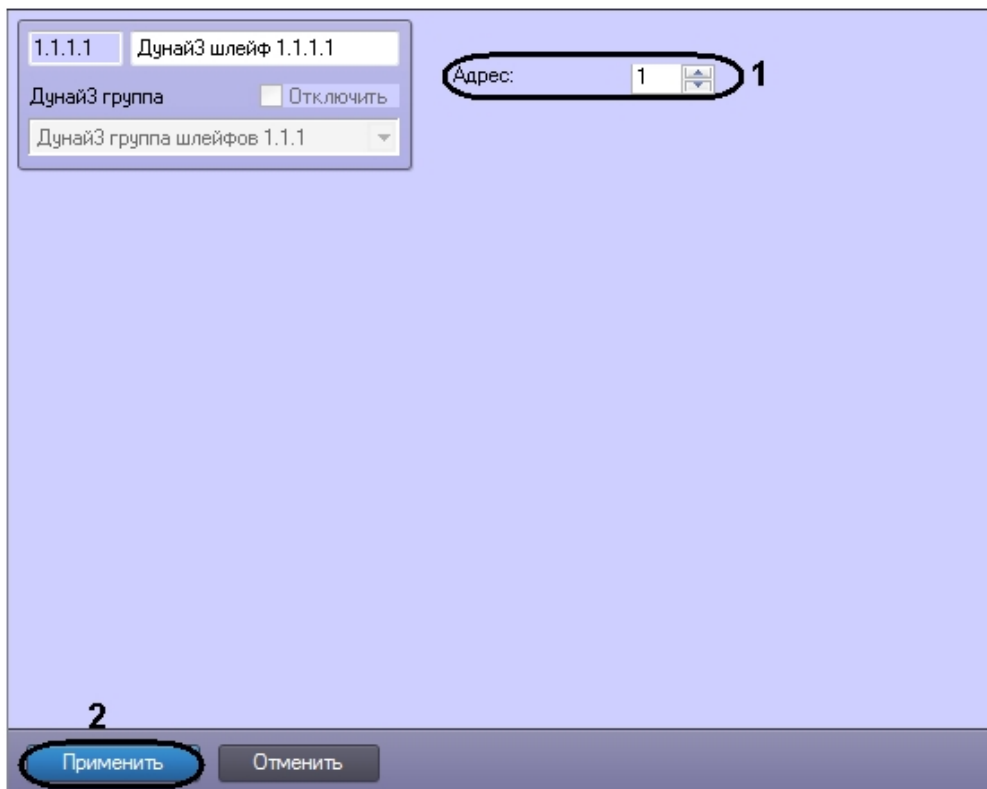 1.1.1.1 Дунай3 шлейф 1.1.1.1
Адрес: 1 1
Дунай3 группа Отключить
Дунай3 группа шлейфов 1.1.1
2
Применить Отменить